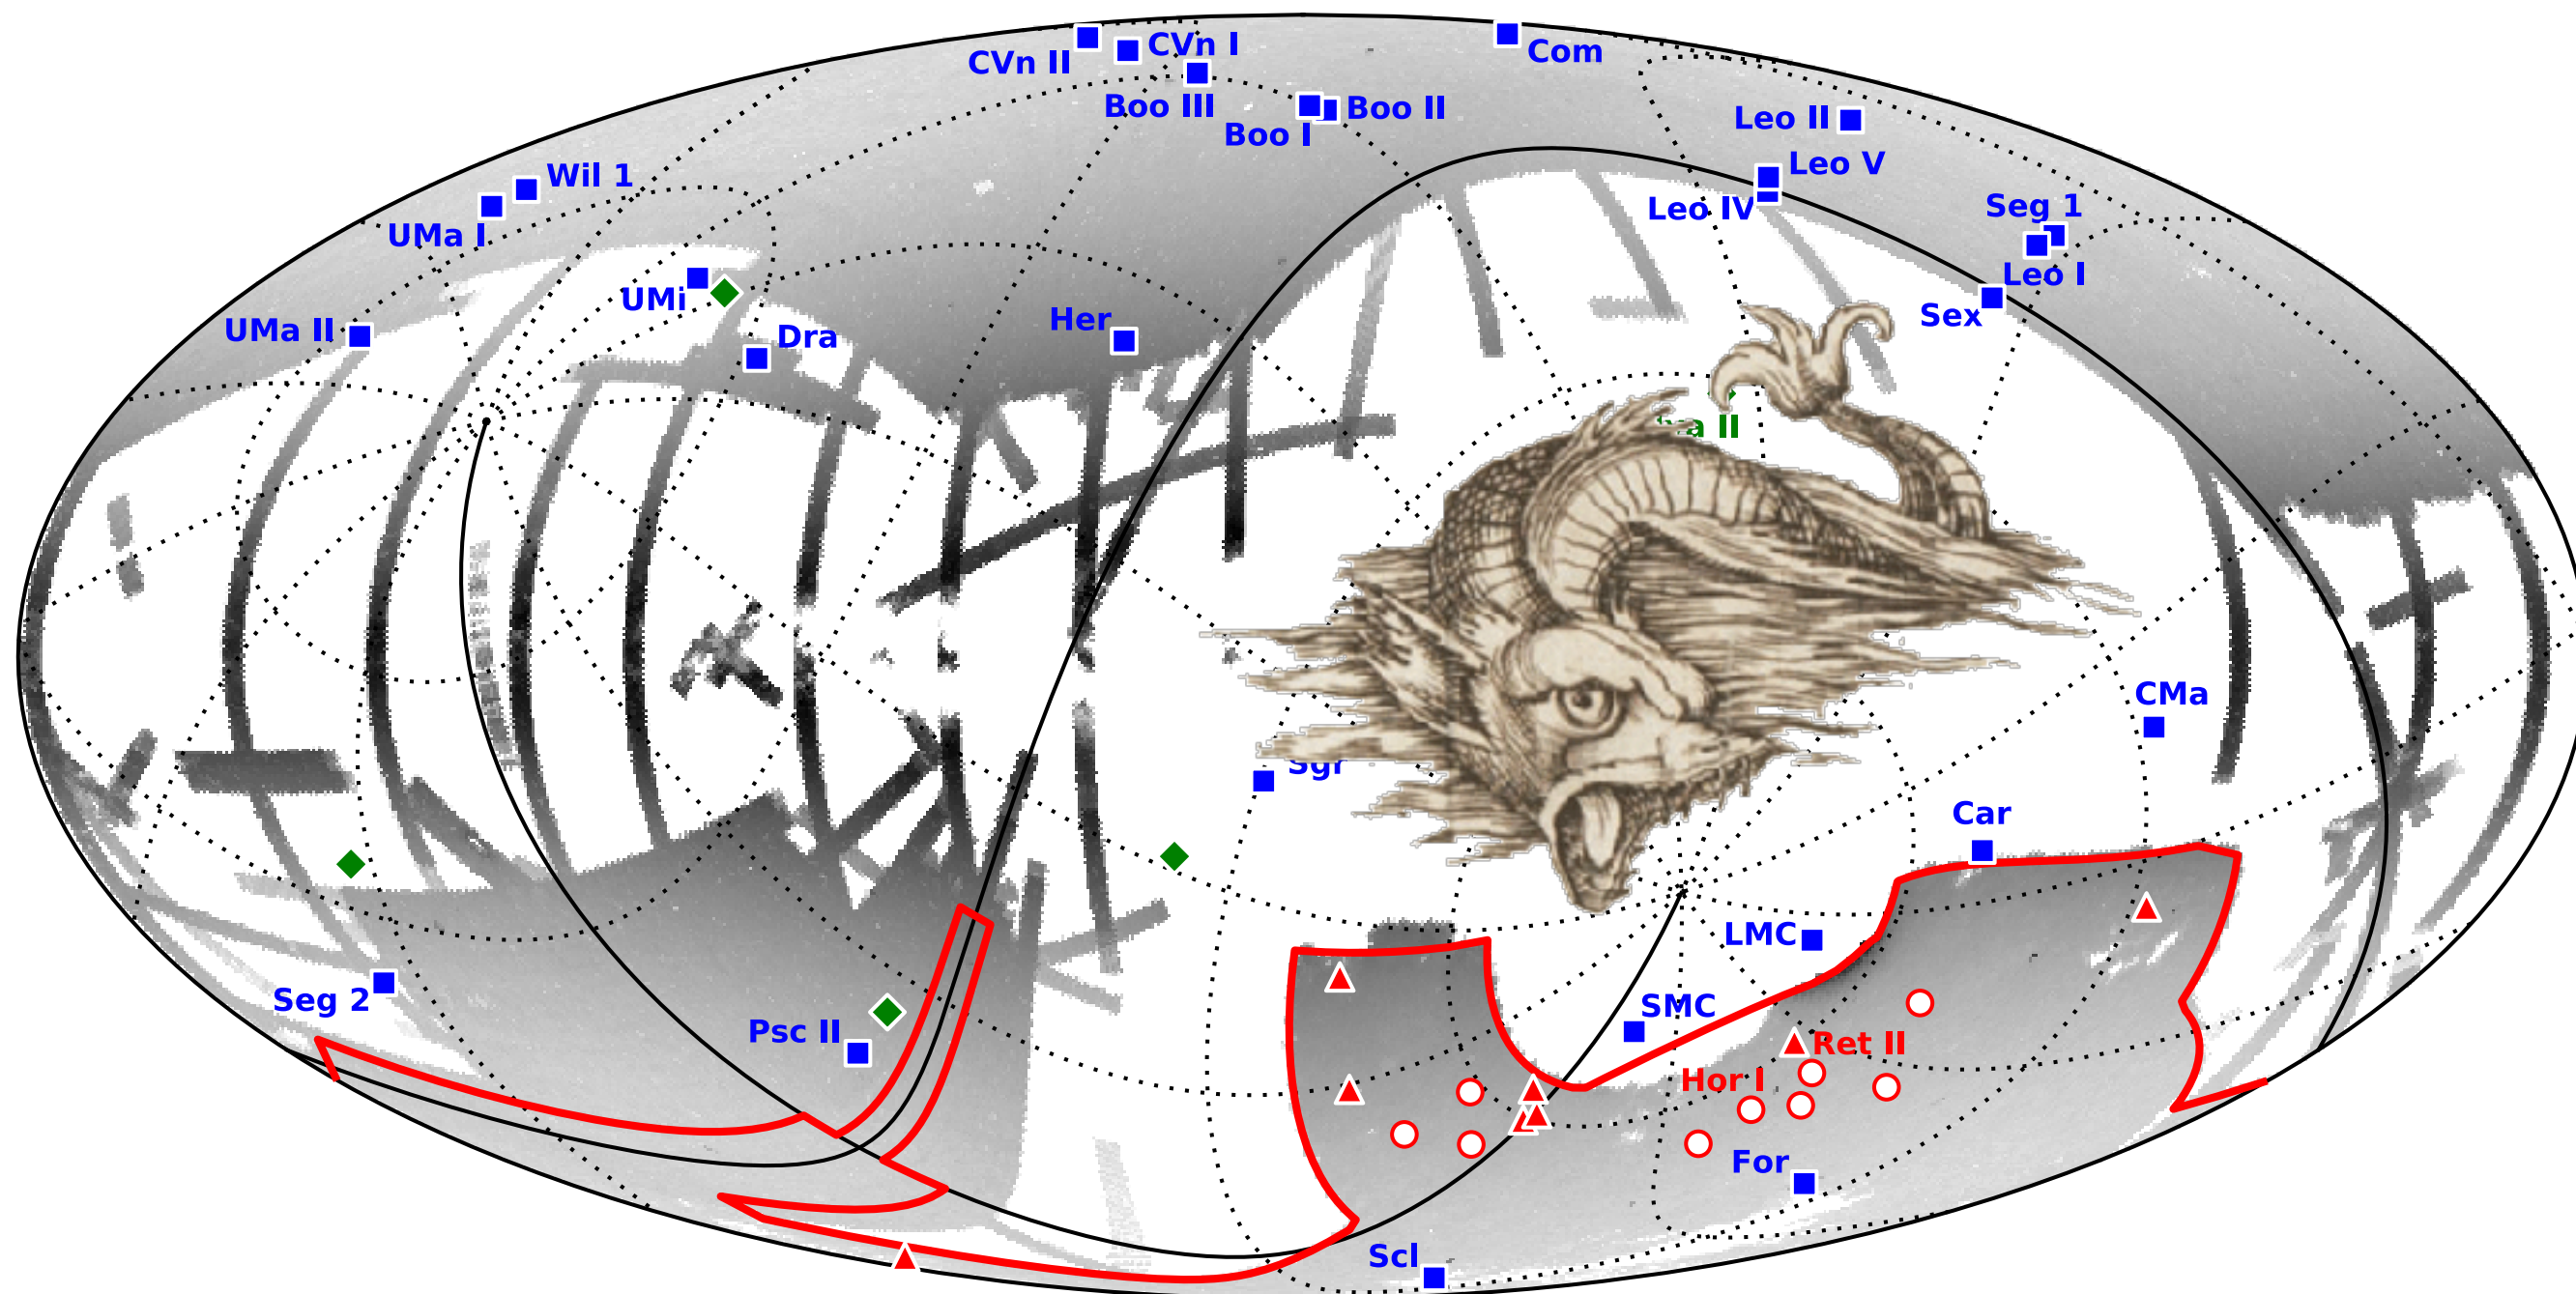 CVn II
CVn I
Com
Boo III
Boo II
Boo I
Leo II
Leo V
Wil 1
Leo IV
Seg 1
UMa I
Leo I
UMi
Sex
UMa II
Dra
Her
II
CMa
Sgr
Car
LMC
Seg 2
SMC
Psc II
Ret II
Hor I
For
Scl